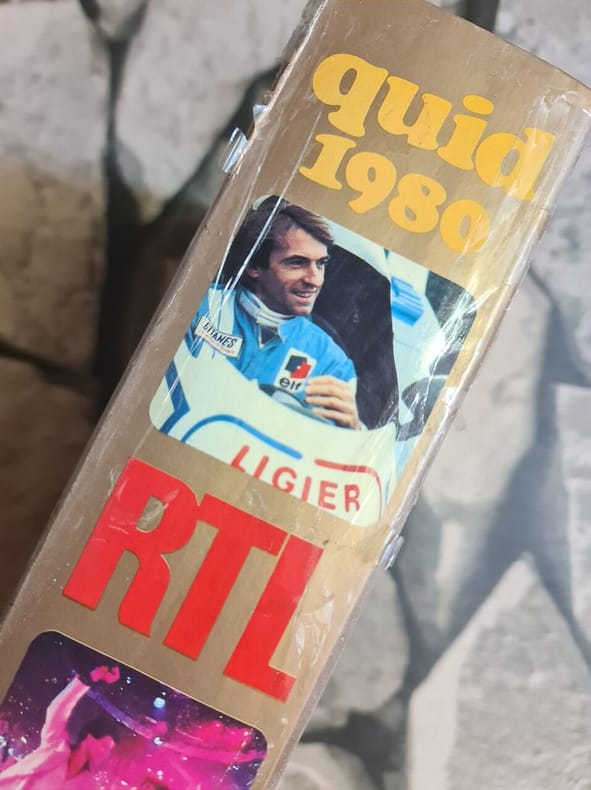 quid
1980
GITANES
elf
LIGIER
RTL